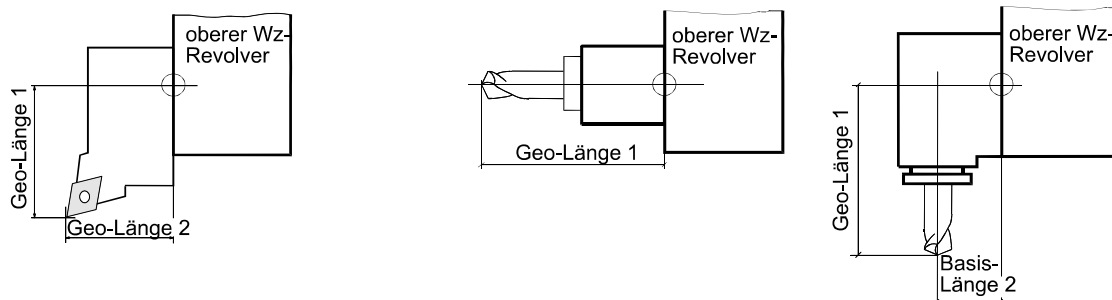 oberer Wz-
Revolver
Geo-Länge 1
Geo-Länge 2
oberer Wz-
Revolver
Geo-Länge 1
oberer Wz-
Revolver
Geo-Länge 1
Basis-
Länge 2